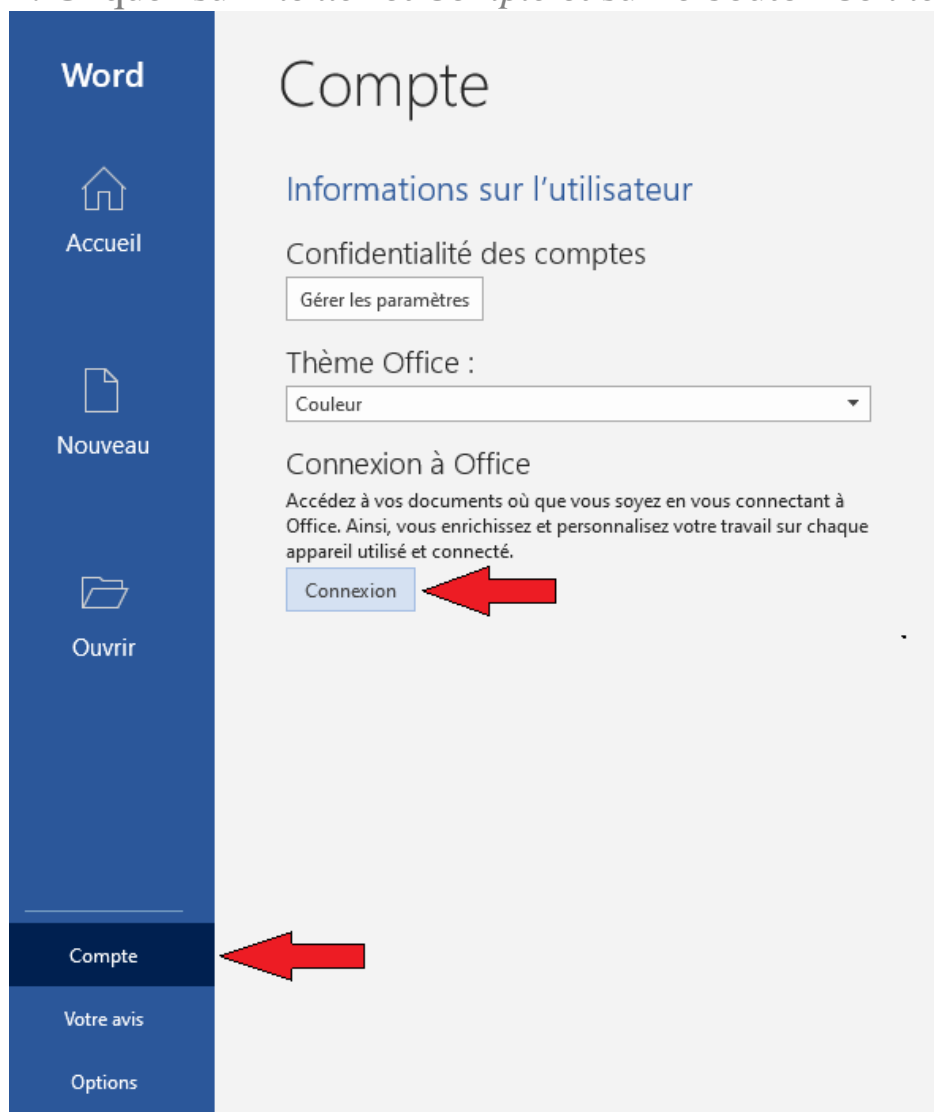 Word
Compte
Informations sur l’utilisateur
Accueil
Confidentialité des comptes
Gérer les paramètres
Thème Office :
Couleur
Nouveau
Connexion à Office
Accédez à vos documents où que vous soyez en vous connectant à
Office. Ainsi, vous enrichissez et personnalisez votre travail sur chaque
appareil utilisé et connecté.
Connexion
Ouvrir
Compte
Votre avis
Options